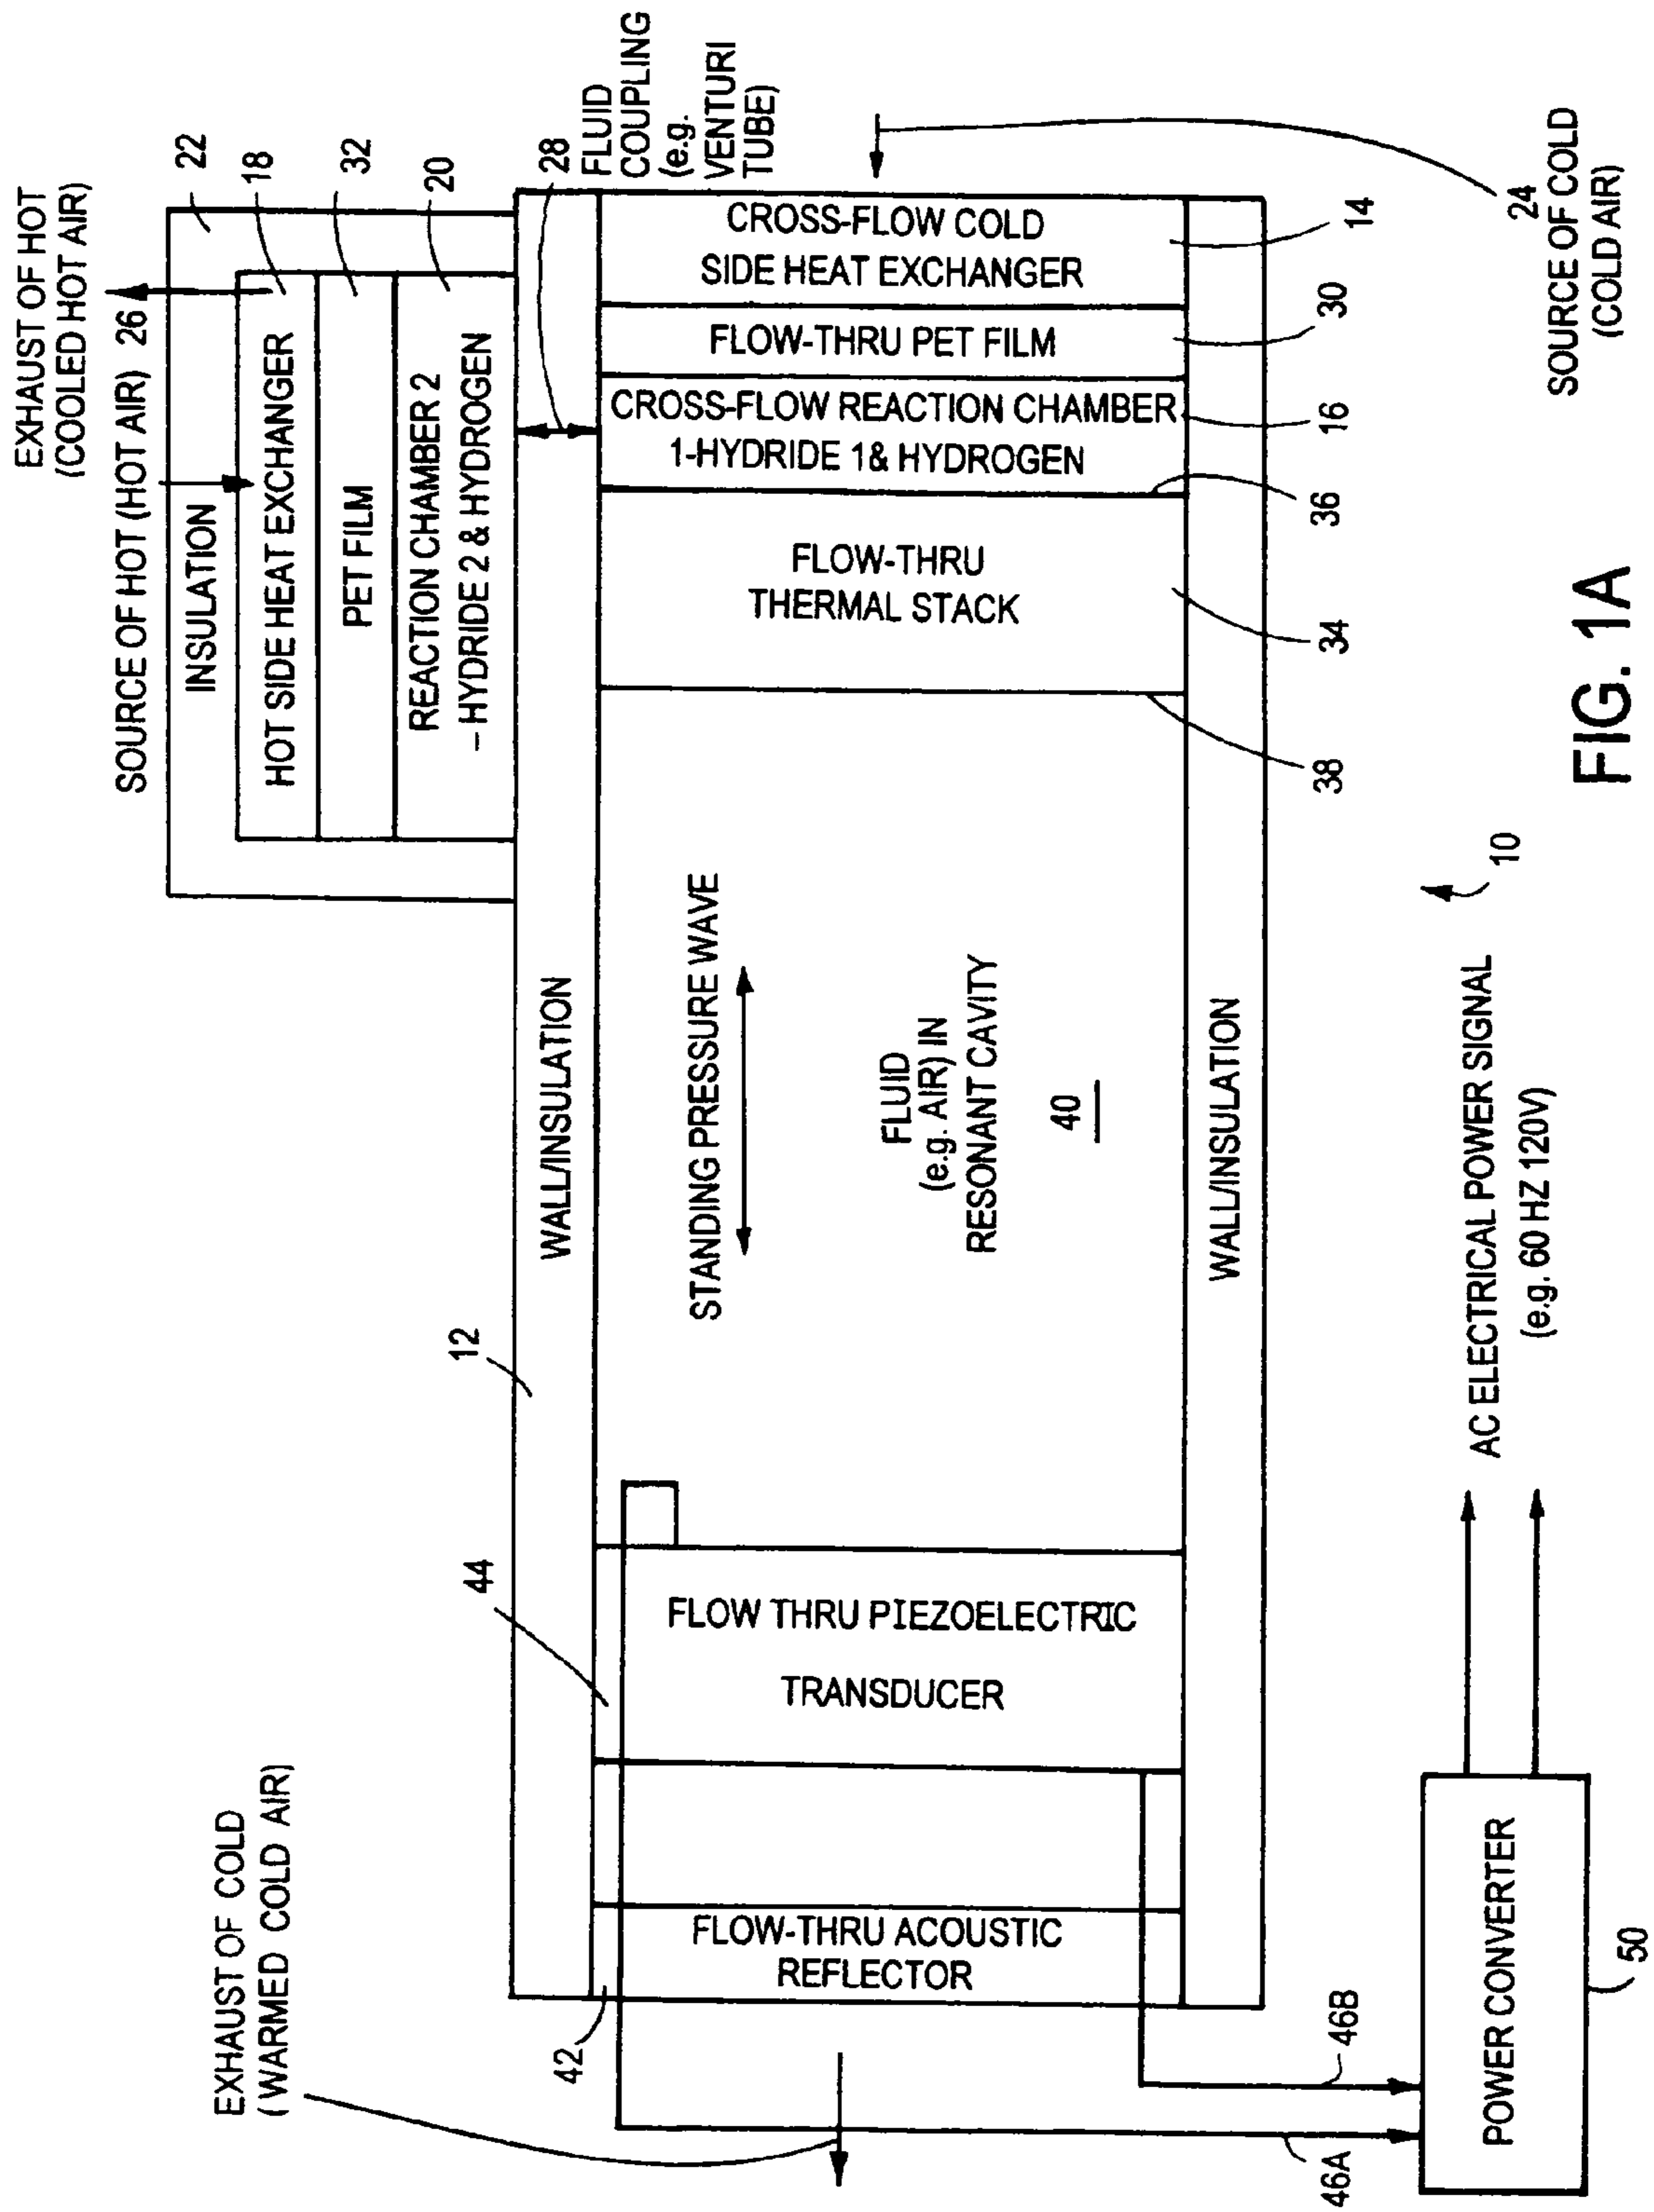 EXHAUST OF HOT
(COOLED HOT AIR)
SOURCE OF HOT (HOT AIR) 26
INSULATION
22
HOT SIDE HEAT EXCHANGER
18
PET FILM
32
REACTION CHAMBER 2
– HYDRIDE 2 & HYDROGEN
20
28
FLUID
COUPLING
(e.g.
VENTURI
TUBE)
12
WALL/INSULATION
EXHAUST OF COLD
(WARMED COLD AIR)
42
FLOW-THRU ACOUSTIC
REFLECTOR
44
FLOW THRU PIEZOELECTRIC
TRANSDUCER
STANDING PRESSURE WAVE
FLUID
(e.g. AIR) IN
RESONANT CAVITY
40
FLOW-THRU
THERMAL STACK
CROSS-FLOW REACTION CHAMBER
1-HYDRIDE 1& HYDROGEN
FLOW-THRU PET FILM
CROSS-FLOW COLD
SIDE HEAT EXCHANGER
WALL/INSULATION
38
34
36
16
30
14
24
SOURCE OF COLD
(COLD AIR)
46A
46B
POWER CONVERTER
50
AC ELECTRICAL POWER SIGNAL
(e.g. 60 HZ 120V)
10
FIG. 1A